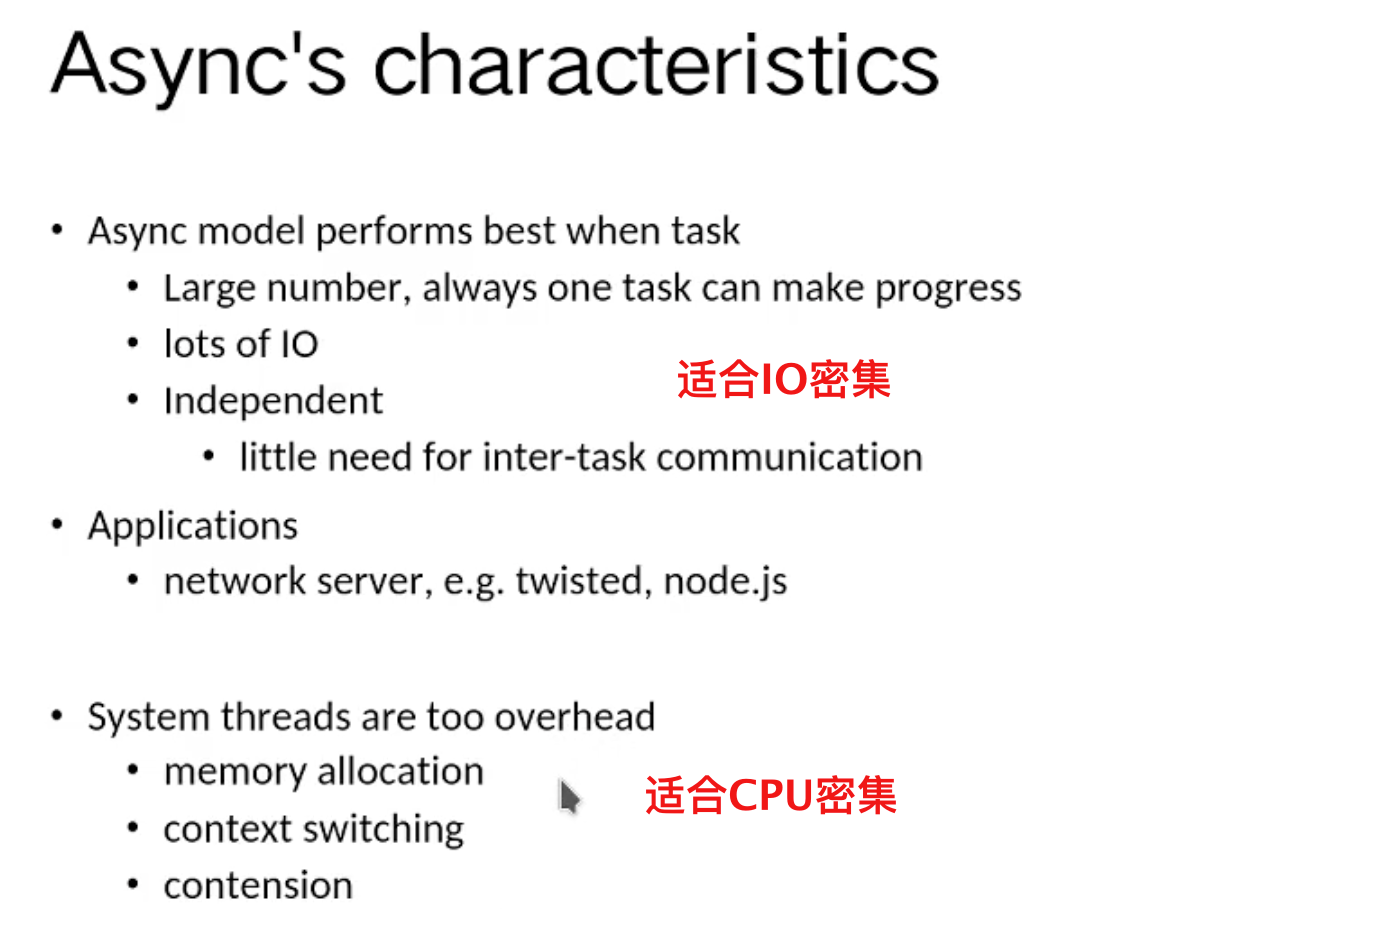 Async's characteristics
• Async model performs best when task
• Large number, always one task can make progress
• lots of IO
适合IO密集
• Independent
• little need for inter-task communication
• Applications
• network server, e.g. twisted, node.js
• System threads are too overhead
• memory allocation
适合CPU密集
• context switching
• contension